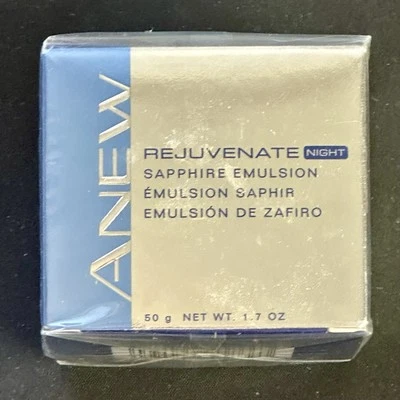 ANEW
REJUVENATE NIGHT
SAPPHIRE EMULSION
ÉMULSION SAPHIR
EMULSIÓN DE ZAFIRO
50 g NET WT. 1.7 OZ